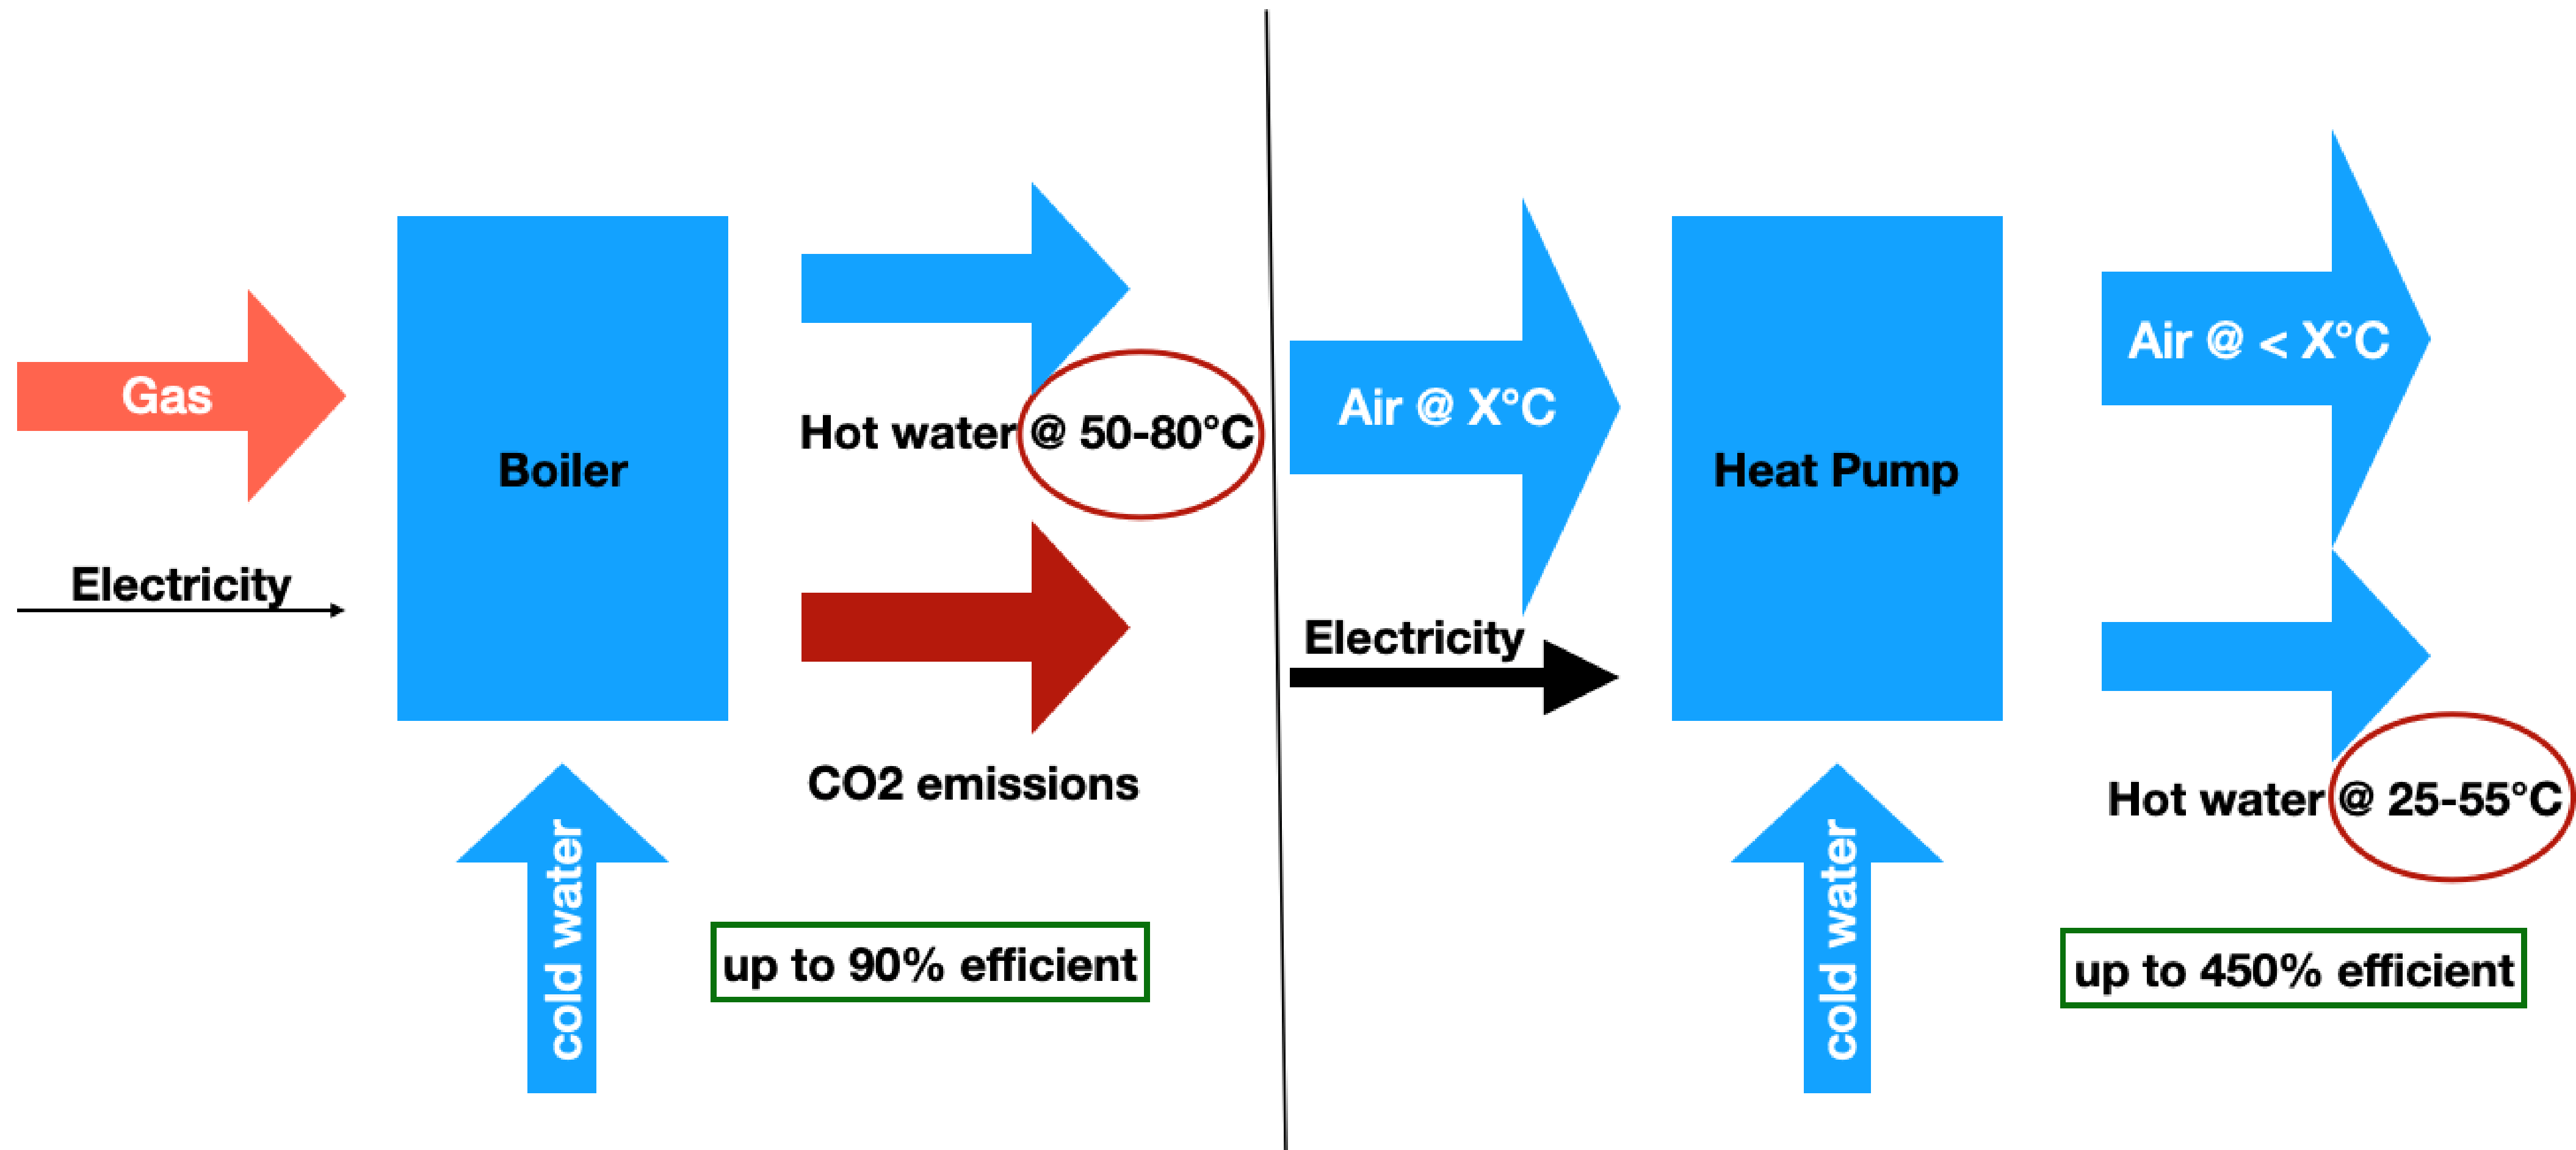 Gas
Electricity
Boiler
Hot water @ 50-80°C
CO2 emissions
cold water
up to 90% efficient
Air @ X°C
Electricity
Heat Pump
Air @ < X°C
Hot water @ 25-55°C
cold water
up to 450% efficient